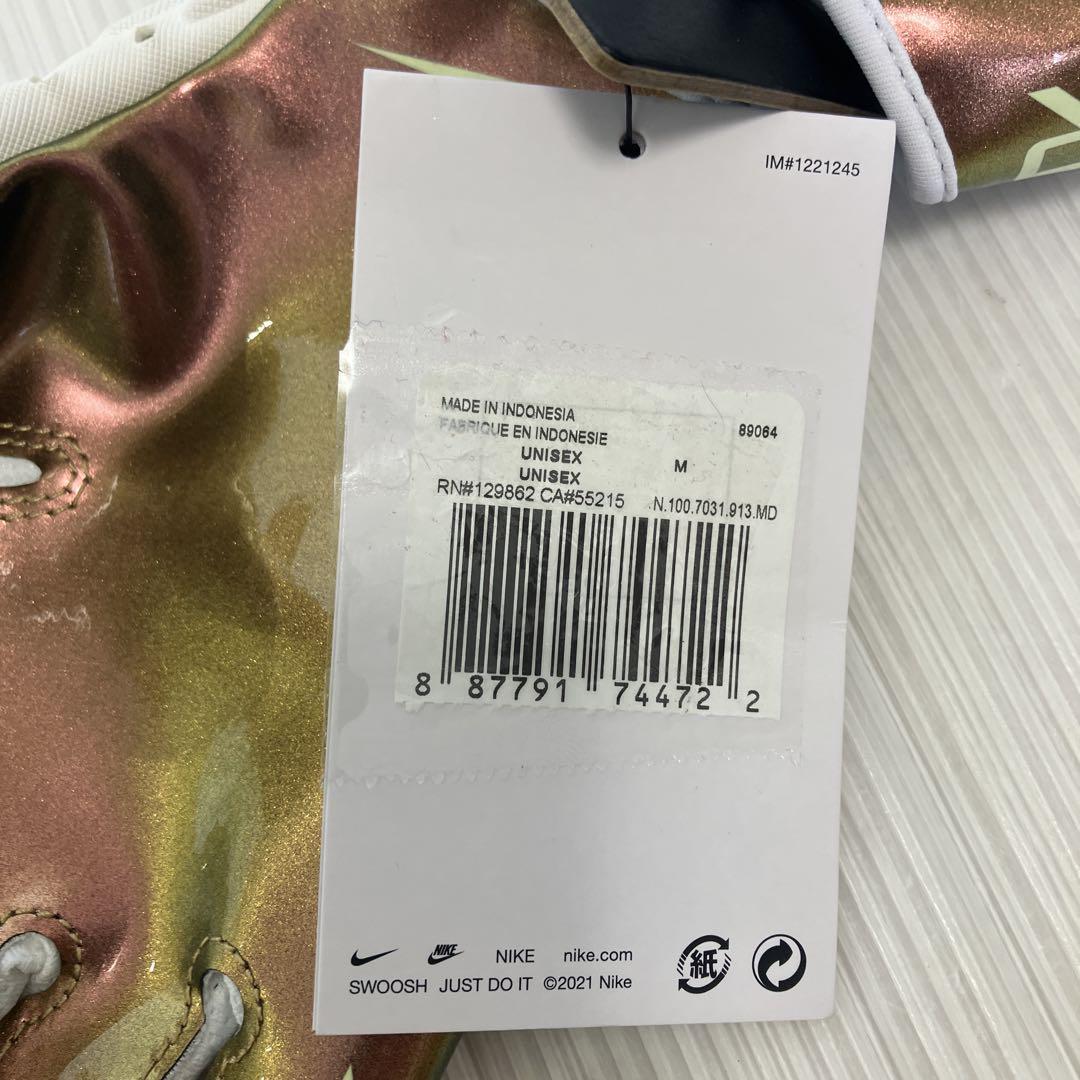 IM#1221245
MADE IN INDONESIA
FABRIQUE EN INDONESIE
89064
UNISEX
UNISEX
M
RN#129862 CA#55215
.N.100.7031.913.MD
8 87791 74472 2
NIKE NIKE nike.com
SWOOSH JUST DO IT ©2021 Nike
紙